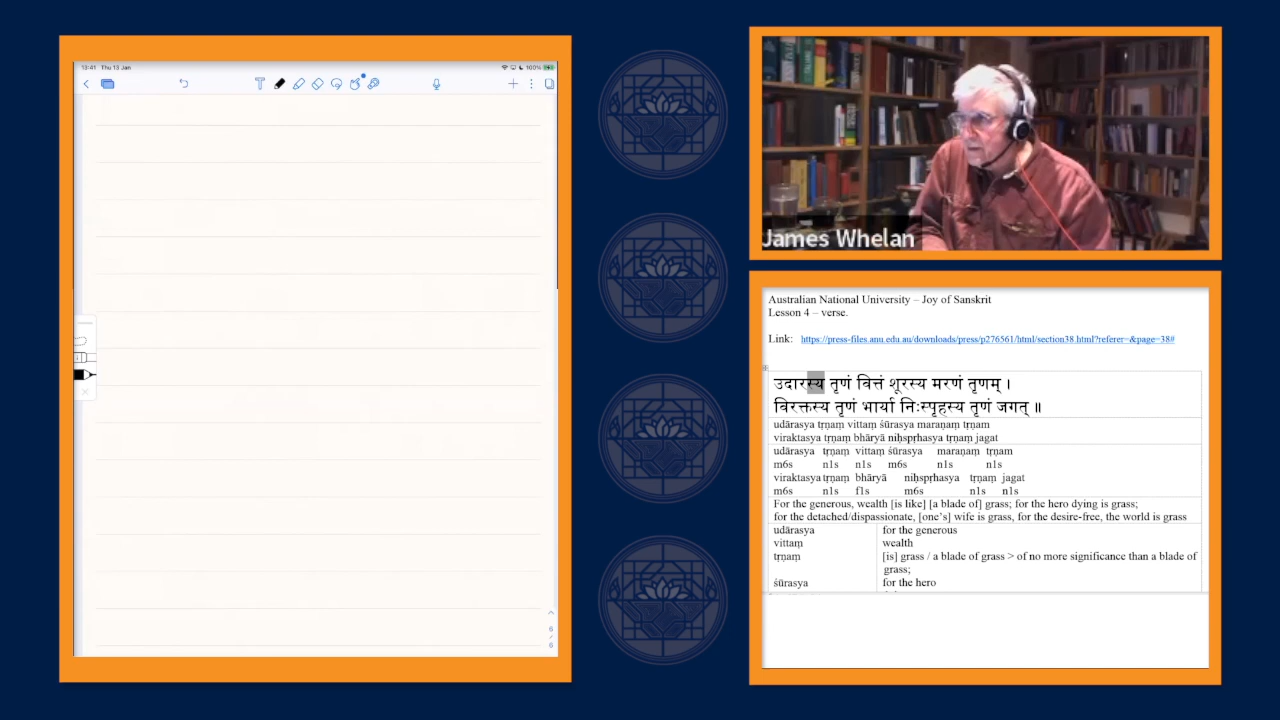 13:41 Thu 13 Jan
100%
T
6
6
James Whelan
Australian National University – Joy of Sanskrit
Lesson 4 – verse.
Link: https://press-files.anu.edu.au/downloads/press/p276561/html/section38.html?referer=&page=38#
उदारस्य तृणं वित्तं शूरस्य मरणं तृणम् ।
विरक्तस्य तृणं भार्या निःस्पृहस्य तृणं जगत् ॥
udārasya tṛṇaṃ vittaṃ śūrasya maraṇaṃ tṛṇam
viraktasya tṛṇaṃ bhāryā niḥspṛhasya tṛṇaṃ jagat
udārasya tṛṇaṃ vittaṃ śūrasya maraṇaṃ tṛṇam
m6s n1s n1s m6s n1s n1s
viraktasya tṛṇaṃ bhāryā niḥspṛhasya tṛṇaṃ jagat
m6s n1s f1s m6s n1s n1s
For the generous, wealth [is like] [a blade of] grass; for the hero dying is grass;
for the detached/dispassionate, [one's] wife is grass, for the desire-free, the world is grass
udārasya for the generous
vittaṃ wealth
tṛṇaṃ [is] grass / a blade of grass > of no more significance than a blade of
grass;
śūrasya for the hero